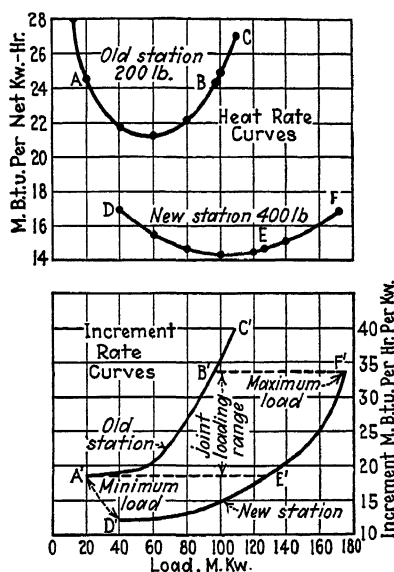 M. B.t.u. Per Net Kw.-Hr.
28
26
24
22
20
18
16
14
Old station
200 lb.
A
B
C
Heat Rate
Curves
D
New station 400 lb
E
F
Increment
Rate
Curves
C'
B'
F'
Maximum
load
Joint
loading
range
Old
station
A'
Minimum
load
E'
D'
New station
40
35
30
25
20
15
10
Increment M. B.t.u. Per Hr. Per Kw.
0 20 40 60 80 100 120 140 160 180
Load, M. Kw.